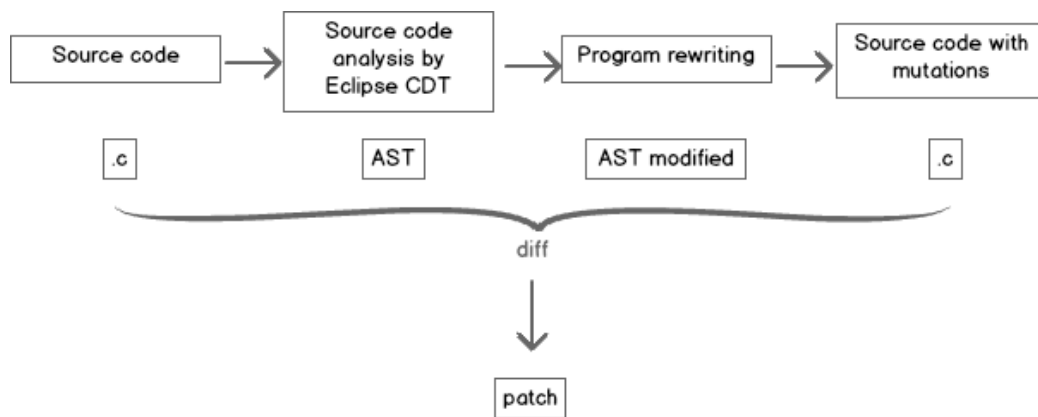 Source code
Source code
analysis by
Eclipse CDT
Program rewriting
Source code with
mutations
.c
AST
AST modified
.c
diff
patch